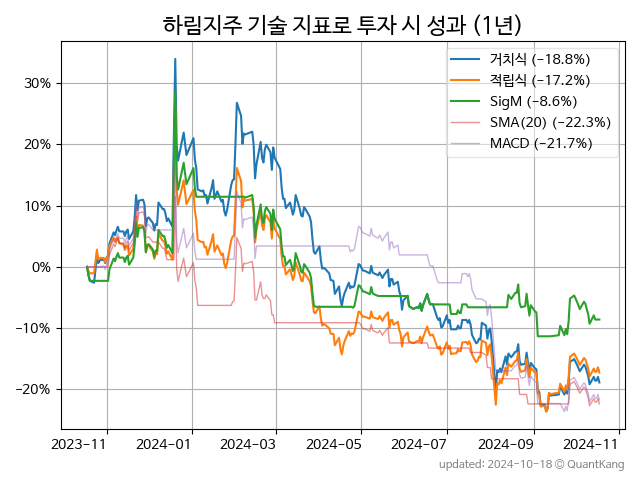 하림지주 기술 지표로 투자 시 성과 (1년)
거치식 (−18.8%)
적립식 (−17.2%)
SigM (−8.6%)
SMA(20) (−22.3%)
MACD (−21.7%)
30%
20%
10%
0%
−10%
−20%
2023-11 2024-01 2024-03 2024-05 2024-07 2024-09 2024-11
updated: 2024-10-18 © QuantKang